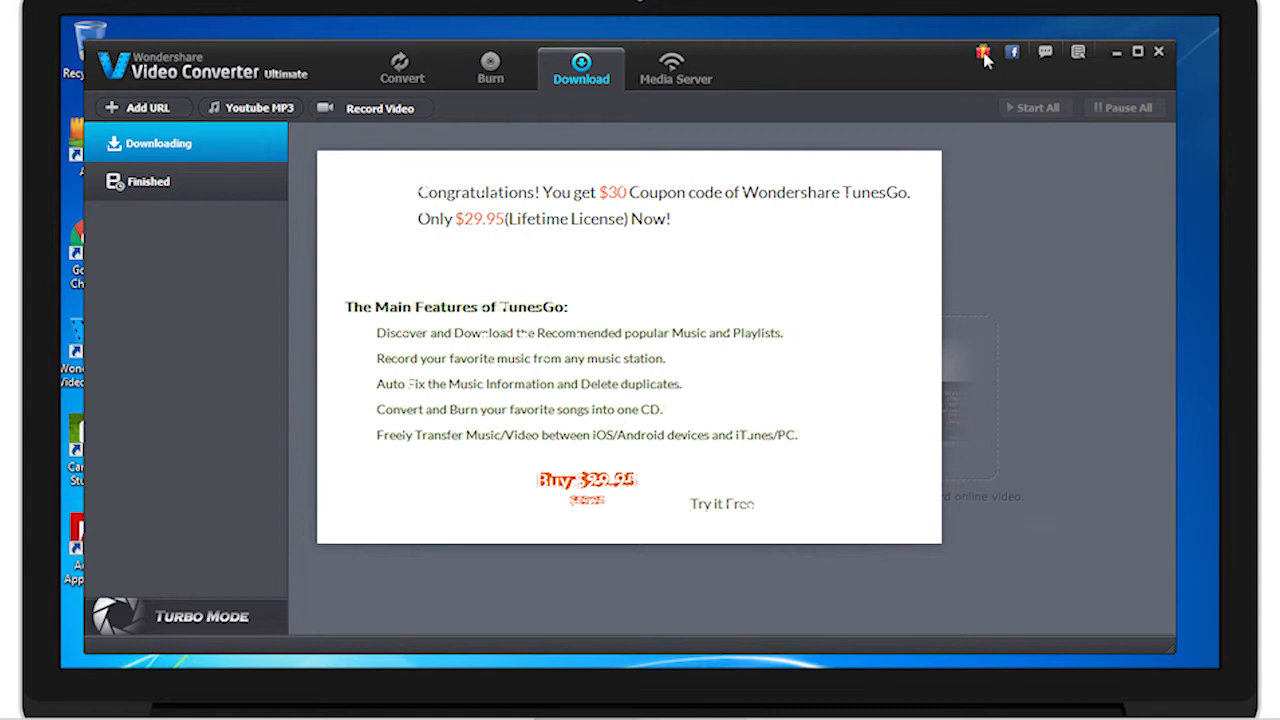 Wondershare
Video Converter Ultimate
Convert
Burn
Download
Media Server
Add URL
Youtube MP3
Record Video
Start All
Pause All
Downloading
Finished
Congratulations! You get $30 Coupon code of Wondershare TunesGo.
Only $29.95(Lifetime License) Now!
The Main Features of TunesGo:
Discover and Download the Recommended popular Music and Playlists.
Record your favorite music from any music station.
Auto Fix the Music Information and Delete duplicates.
Convert and Burn your favorite songs into one CD.
Freely Transfer Music/Video between iOS/Android devices and iTunes/PC.
Buy $29.95
Try it Free
online video.
TURBO MODE